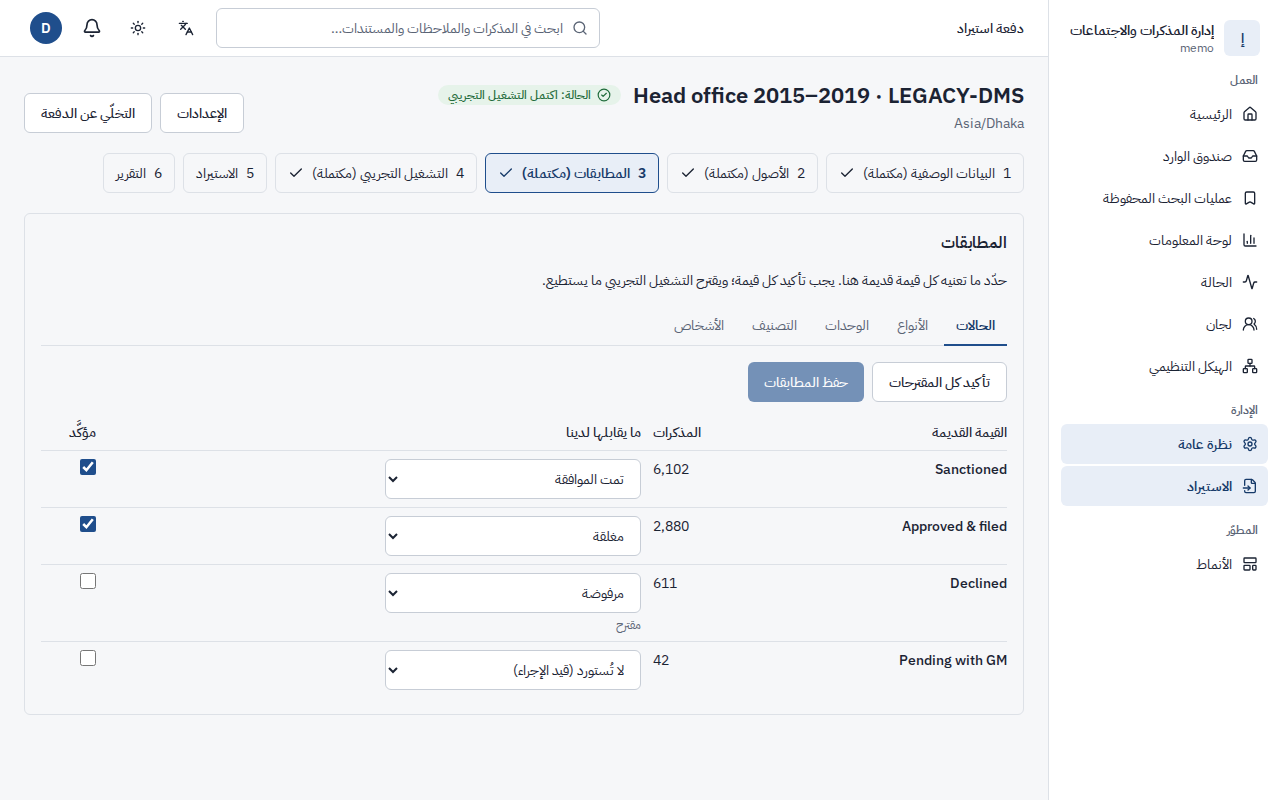 إدارة المذكرات والاجتماعات
memo
إ
العمل
الرئيسية
صندوق الوارد
عمليات البحث المحفوظة
لوحة المعلومات
الحالة
لجان
الهيكل التنظيمي
الإدارة
نظرة عامة
الاستيراد
المطوّر
الأنماط
دفعة استيراد
ابحث في المذكرات والملاحظات والمستندات...
D
Head office 2015–2019 · LEGACY-DMS
الحالة: اكتمل التشغيل التجريبي
Asia/Dhaka
الإعدادات
التخلّي عن الدفعة
1 البيانات الوصفية (مكتملة)
2 الأصول (مكتملة)
3 المطابقات (مكتملة)
4 التشغيل التجريبي (مكتملة)
5 الاستيراد
6 التقرير
المطابقات
حدّد ما تعنيه كل قيمة قديمة هنا. يجب تأكيد كل قيمة؛ ويقترح التشغيل التجريبي ما يستطيع.
الحالات الأنواع الوحدات التصنيف الأشخاص
تأكيد كل المقترحات
حفظ المطابقات
القيمة القديمة المذكرات ما يقابلها لدينا مؤكَّد
Sanctioned 6,102 تمت الموافقة
Approved & filed 2,880 مغلقة
Declined 611 مرفوضة
مقترح
Pending with GM 42 لا تُستورد (قيد الإجراء)